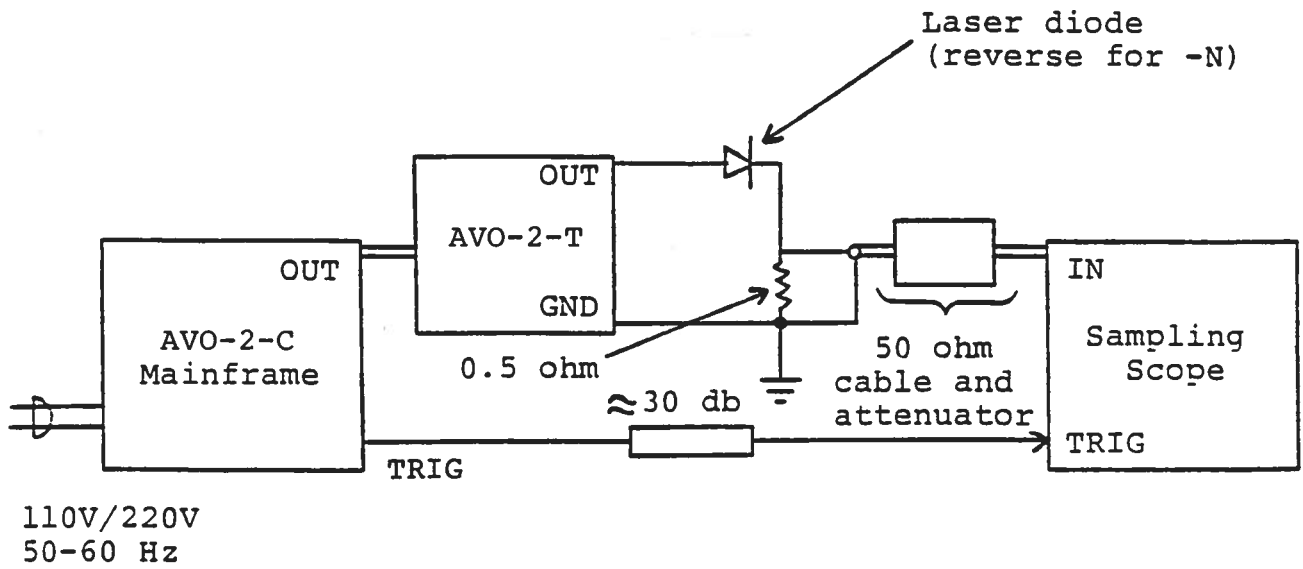 Laser diode
(reverse for -N)
OUT
AVO-2-T
GND
OUT
AVO-2-C
Mainframe
0.5 ohm
≈30 db
50 ohm
cable and
attenuator
IN
Sampling
Scope
TRIG
TRIG
110V/220V
50-60 Hz